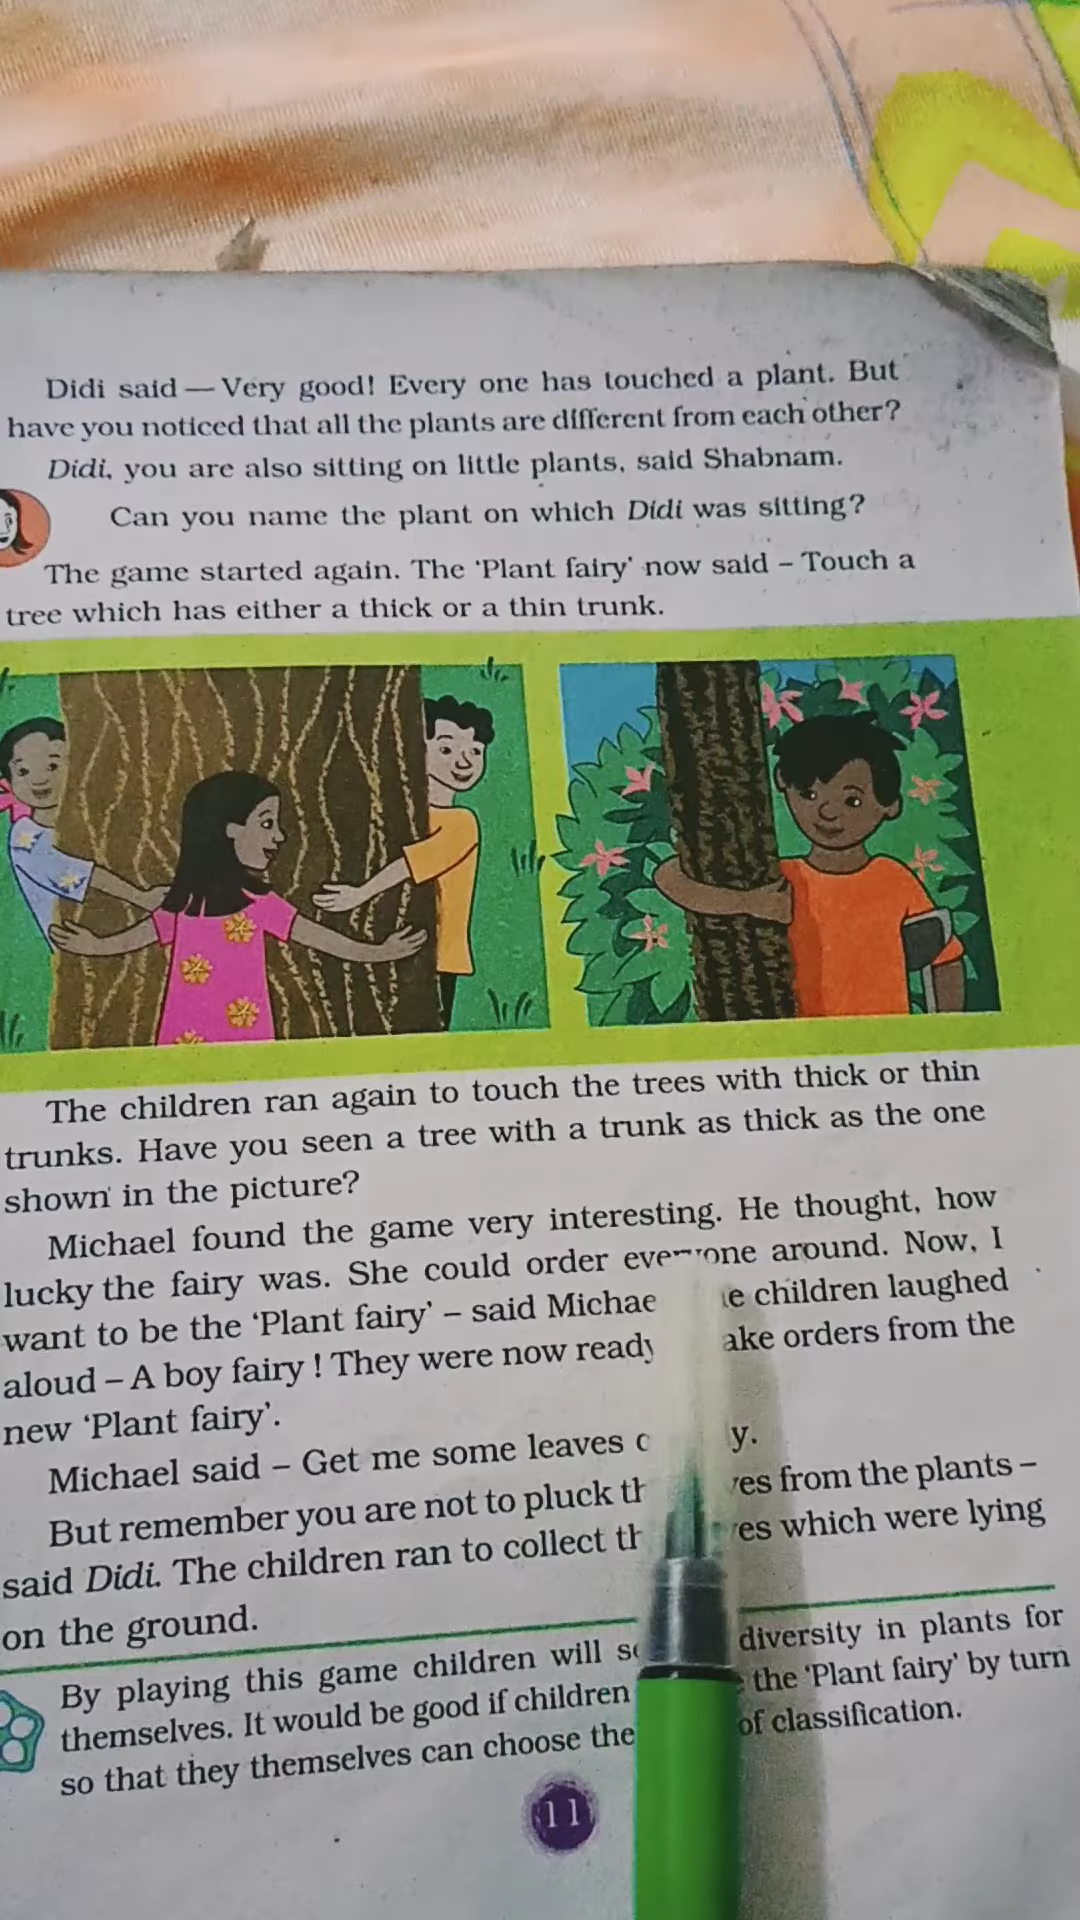 Didi said — Very good! Every one has touched a plant. But
have you noticed that all the plants are different from each other?
Didi, you are also sitting on little plants, said Shabnam.
Can you name the plant on which Didi was sitting?
The game started again. The ‘Plant fairy’ now said – Touch a
tree which has either a thick or a thin trunk.
The children ran again to touch the trees with thick or thin
trunks. Have you seen a tree with a trunk as thick as the one
shown in the picture?
Michael found the game very interesting. He thought, how
lucky the fairy was. She could order everyone around. Now, I
want to be the ‘Plant fairy’ – said children laughed
aloud – A boy fairy ! They were now ready orders from the
new ‘Plant fairy’.
Michael said – Get me some leaves
But remember you are not to pluck from the plants –
said Didi. The children ran to collect which were lying
on the ground.
By playing this game children will diversity in plants for
themselves. It would be good if children the ‘Plant fairy’ by turn
so that they themselves can choose the of classification.
11